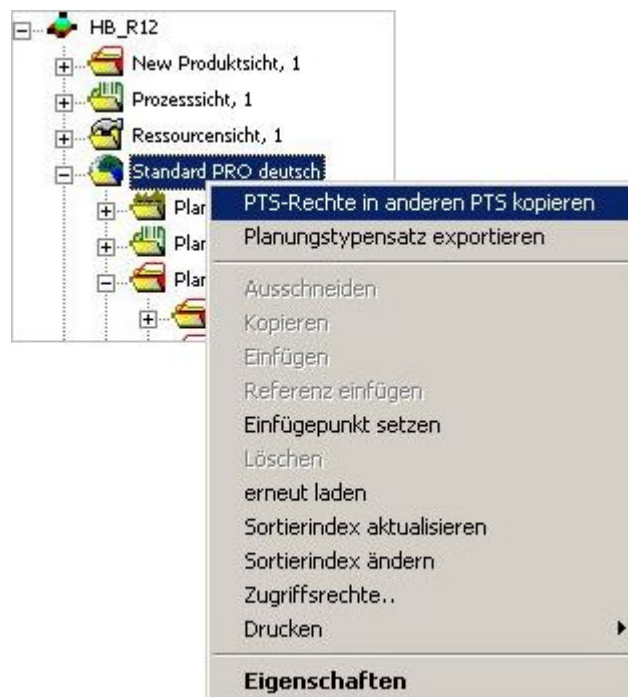 HB_R12
New Produktsicht, 1
Prozesssicht, 1
Ressourcensicht, 1
Standard PRO deutsch
Plan
Plan
Plan
PTS-Rechte in anderen PTS kopieren
Planungstypensatz exportieren
Ausschneiden
Kopieren
Einfügen
Referenz einfügen
Einfügepunkt setzen
Löschen
erneut laden
Sortierindex aktualisieren
Sortierindex ändern
Zugriffsrechte..
Drucken
Eigenschaften